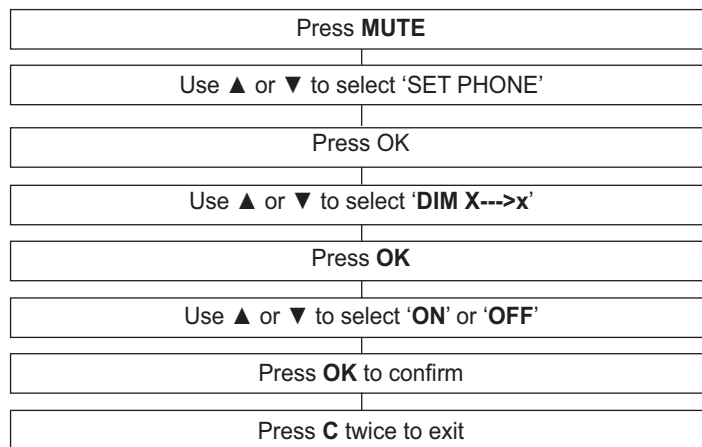 Press MUTE
Use ▲ or ▼ to select ‘SET PHONE’
Press OK
Use ▲ or ▼ to select ‘DIM X--->x’
Press OK
Use ▲ or ▼ to select ‘ON’ or ‘OFF’
Press OK to confirm
Press C twice to exit